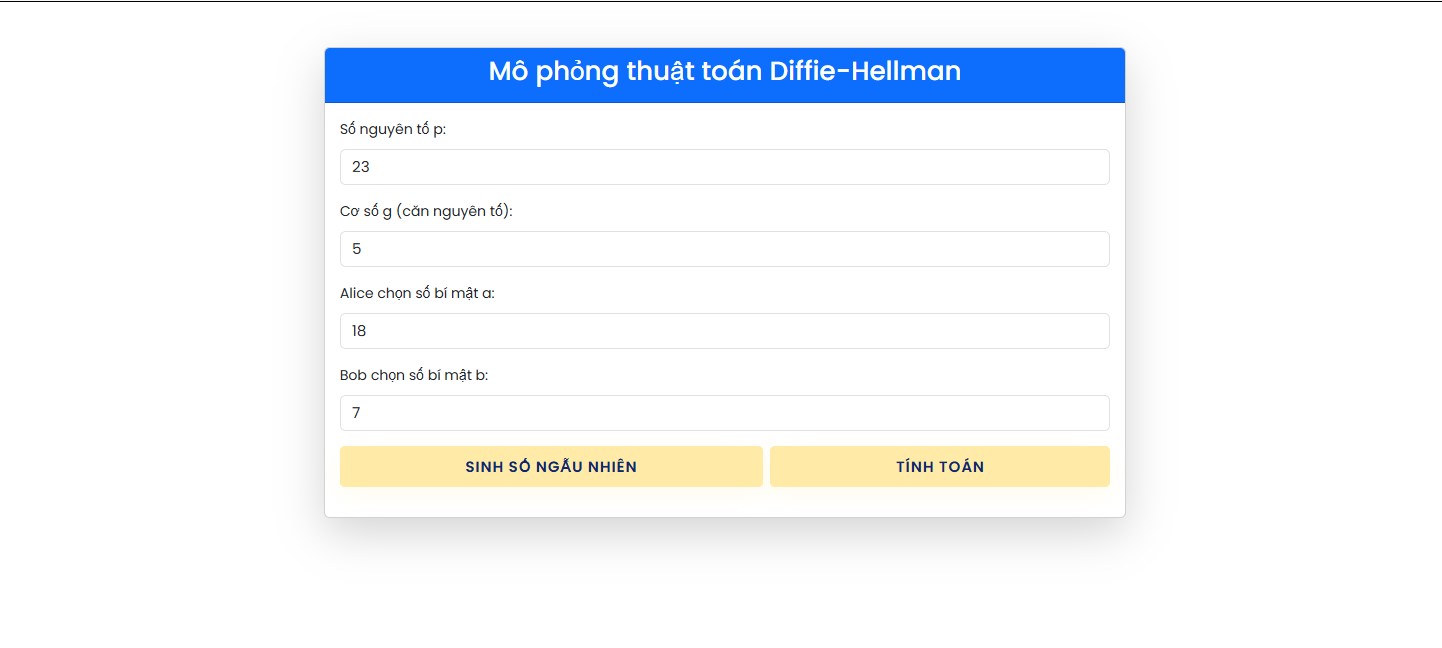 Mô phỏng thuật toán Diffie-Hellman
Số nguyên tố p:
23
Cơ số g (căn nguyên tố):
5
Alice chọn số bí mật a:
18
Bob chọn số bí mật b:
7
SINH SỐ NGẪU NHIÊN
TÍNH TOÁN